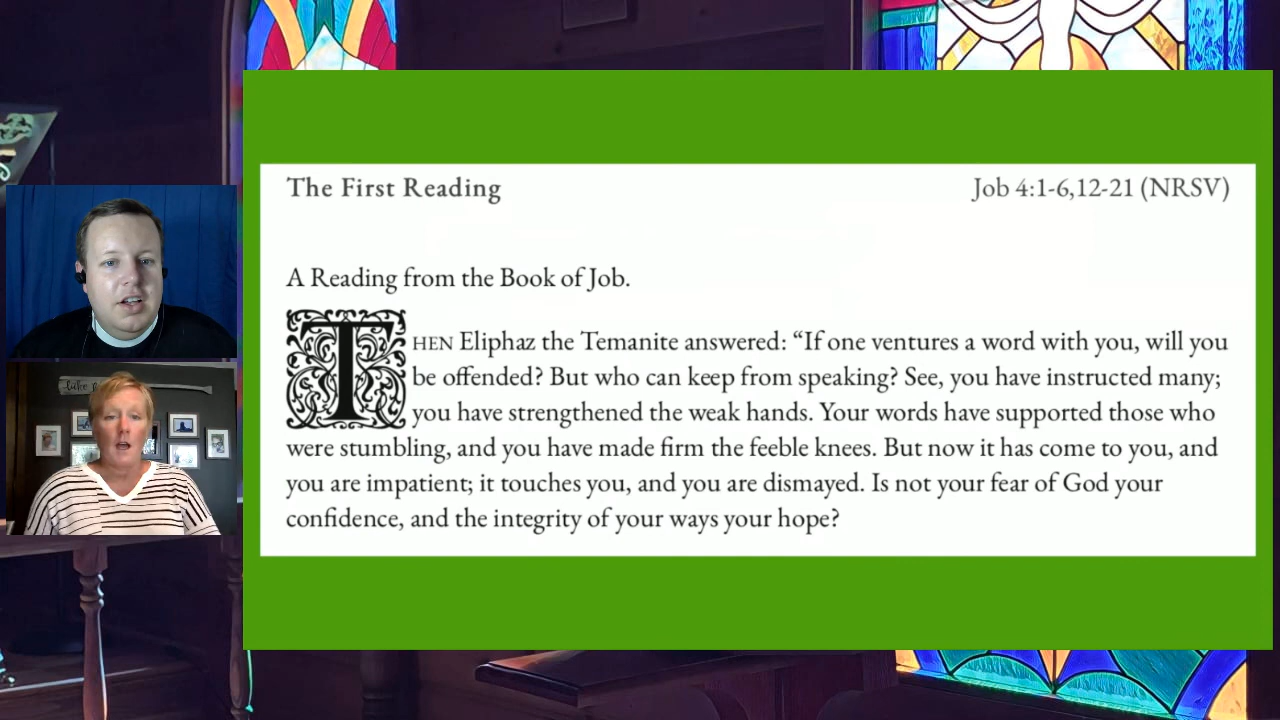 The First Reading
Job 4:1-6,12-21 (NRSV)
A Reading from the Book of Job.
THEN Eliphaz the Temanite answered: “If one ventures a word with you, will you
be offended? But who can keep from speaking? See, you have instructed many;
you have strengthened the weak hands. Your words have supported those who
were stumbling, and you have made firm the feeble knees. But now it has come to you, and
you are impatient; it touches you, and you are dismayed. Is not your fear of God your
confidence, and the integrity of your ways your hope?